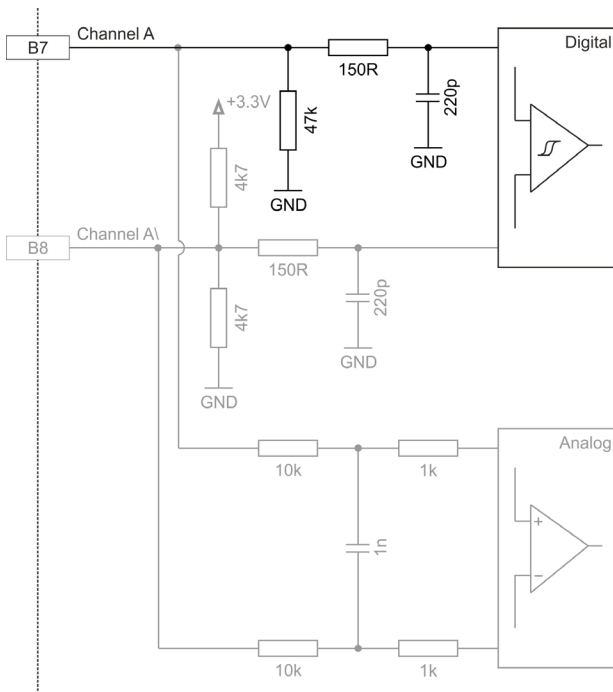 B7
Channel A
Digital
150R
47k
GND
220p
GND
+3.3V
4k7
B8
Channel A\
150R
4k7
GND
220p
GND
Analog
10k
1k
1n
+
−
10k
1k